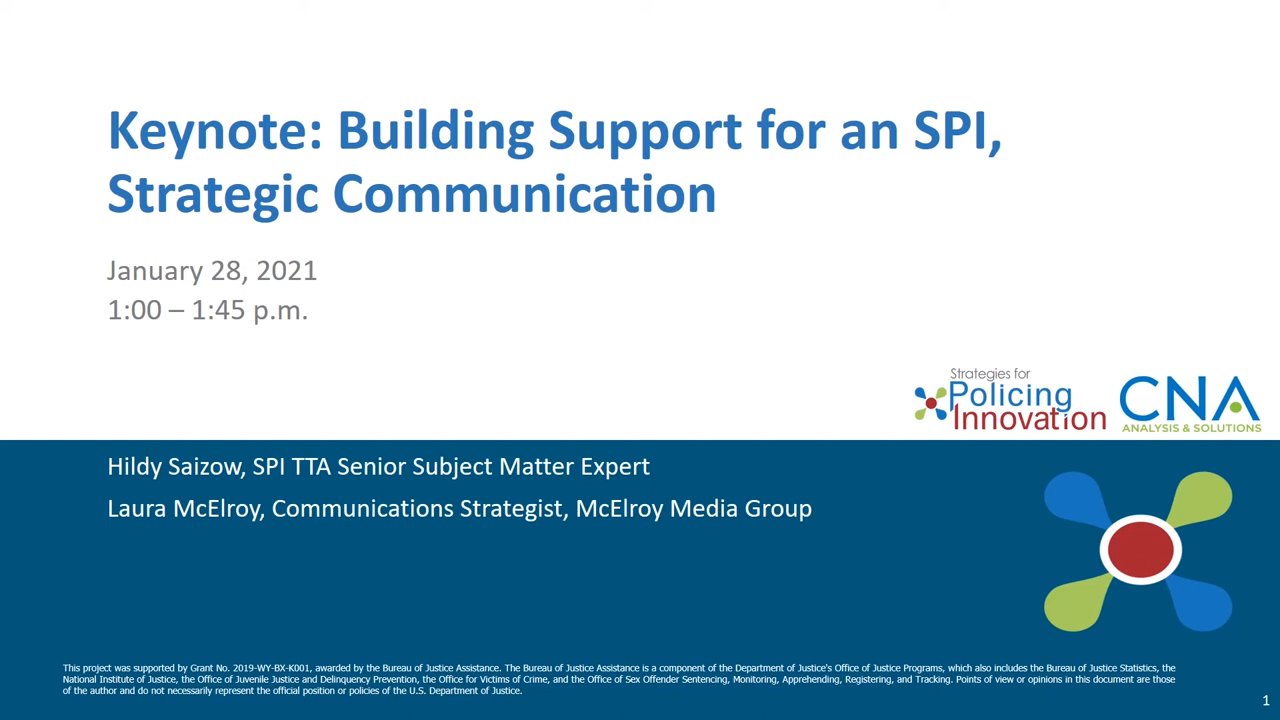 Keynote: Building Support for an SPI,
Strategic Communication
January 28, 2021
1:00 – 1:45 p.m.
Strategies for
Policing
Innovation
CNA
ANALYSIS & SOLUTIONS
Hildy Saizow, SPI TTA Senior Subject Matter Expert
Laura McElroy, Communications Strategist, McElroy Media Group
This project was supported by Grant No. 2019-WY-BX-K001, awarded by the Bureau of Justice Assistance. The Bureau of Justice Assistance is a component of the Department of Justice's Office of Justice Programs, which also includes the Bureau of Justice Statistics, the
National Institute of Justice, the Office of Juvenile Justice and Delinquency Prevention, the Office for Victims of Crime, and the Office of Sex Offender Sentencing, Monitoring, Apprehending, Registering, and Tracking. Points of view or opinions in this document are those
of the author and do not necessarily represent the official position or policies of the U.S. Department of Justice.
1